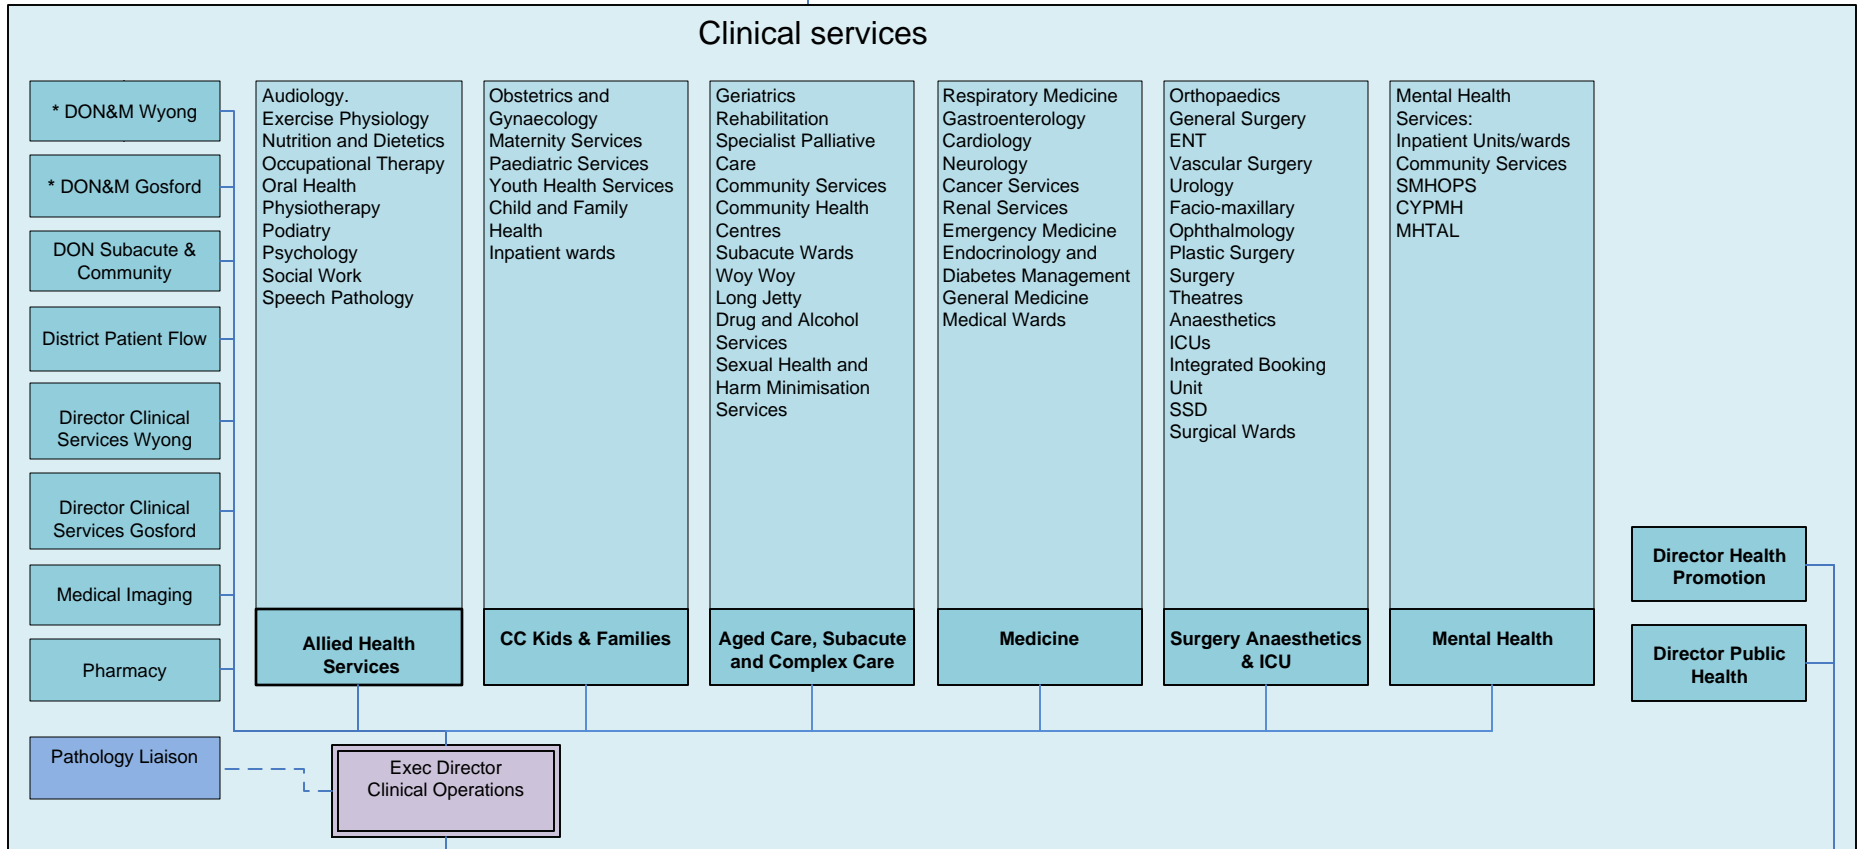 Clinical services
* DON&M Wyong
* DON&M Gosford
DON Subacute &
Community
District Patient Flow
Director Clinical
Services Wyong
Director Clinical
Services Gosford
Medical Imaging
Pharmacy
Pathology Liaison
Audiology.
Exercise Physiology
Nutrition and Dietetics
Occupational Therapy
Oral Health
Physiotherapy
Podiatry
Psychology
Social Work
Speech Pathology
Allied Health
Services
Obstetrics and
Gynaecology
Maternity Services
Paediatric Services
Youth Health Services
Child and Family
Health
Inpatient wards
CC Kids & Families
Geriatrics
Rehabilitation
Specialist Palliative
Care
Community Services
Community Health
Centres
Subacute Wards
Woy Woy
Long Jetty
Drug and Alcohol
Services
Sexual Health and
Harm Minimisation
Services
Aged Care, Subacute
and Complex Care
Respiratory Medicine
Gastroenterology
Cardiology
Neurology
Cancer Services
Renal Services
Emergency Medicine
Endocrinology and
Diabetes Management
General Medicine
Medical Wards
Medicine
Orthopaedics
General Surgery
ENT
Vascular Surgery
Urology
Facio-maxillary
Ophthalmology
Plastic Surgery
Surgery
Theatres
Anaesthetics
ICUs
Integrated Booking
Unit
SSD
Surgical Wards
Surgery Anaesthetics
& ICU
Mental Health
Services:
Inpatient Units/wards
Community Services
SMHOPS
CYPMH
MHTAL
Mental Health
Director Health
Promotion
Director Public
Health
Exec Director
Clinical Operations